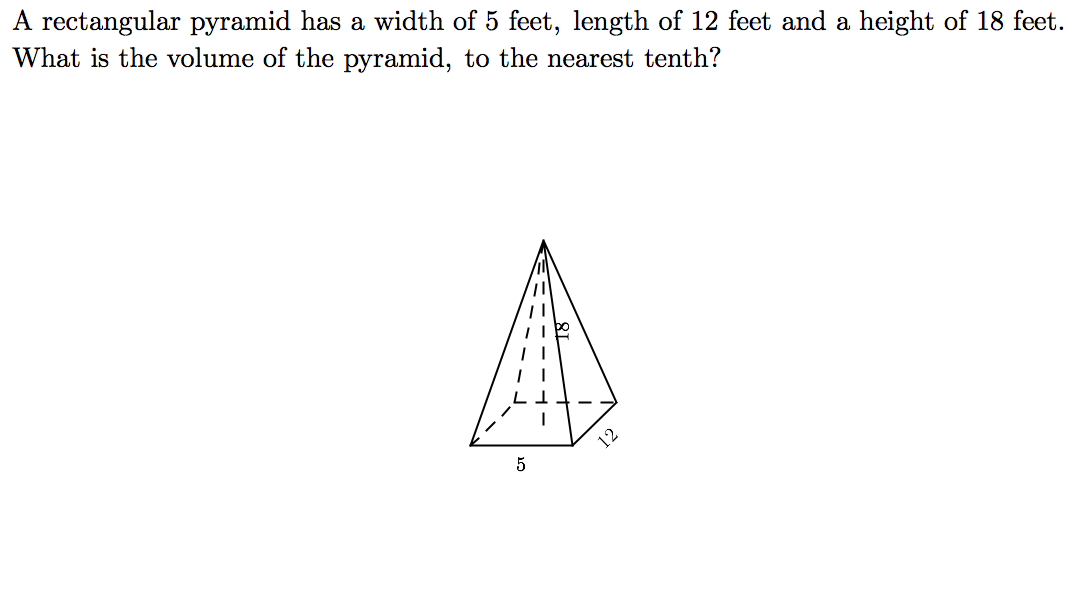 A rectangular pyramid has a width of 5 feet, length of 12 feet and a height of 18 feet.
What is the volume of the pyramid, to the nearest tenth?
18
12
5